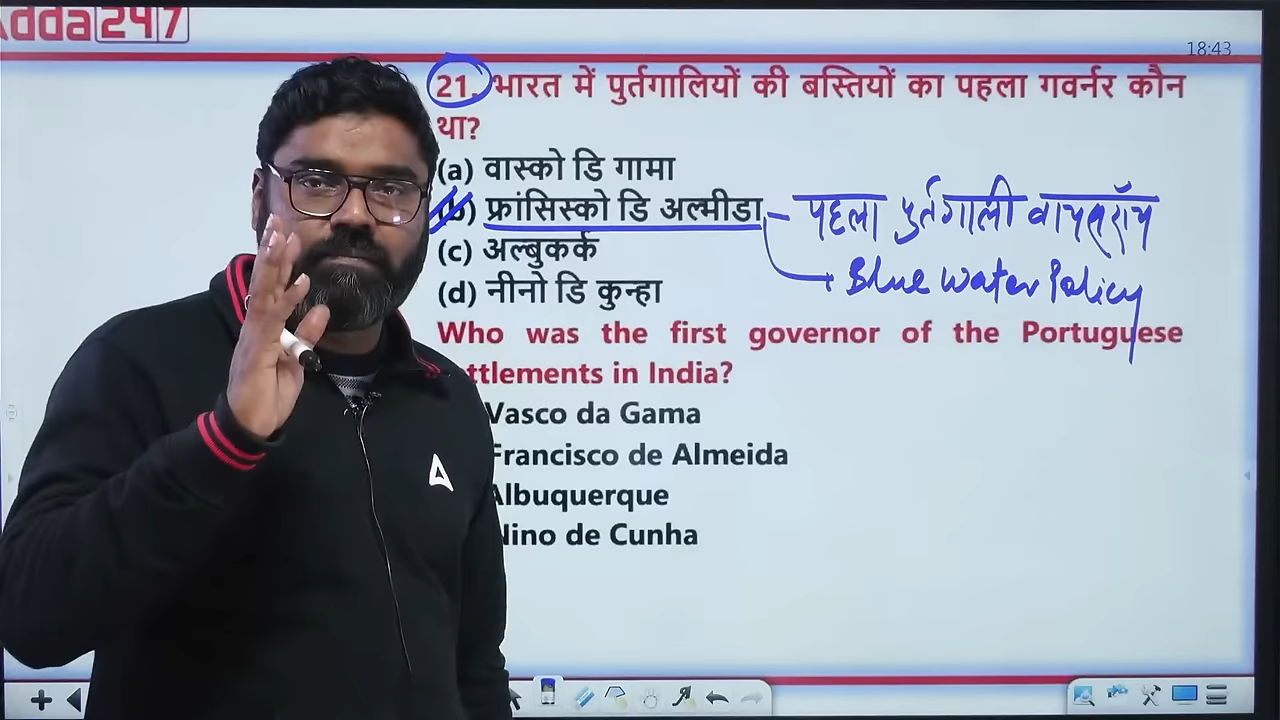 Adda247
18:43
21. भारत में पुर्तगालियों की बस्तियों का पहला गवर्नर कौन
था?
(a) वास्को डि गामा
(b) फ्रांसिस्को डि अल्मीडा - पहला पुर्तगाली वायसरॉय
(c) अल्बुकर्क
Blue water Policy
(d) नीनो डि कुन्हा
Who was the first governor of the Portuguese
ttlements in India?
Vasco da Gama
Francisco de Almeida
Albuquerque
Nino de Cunha